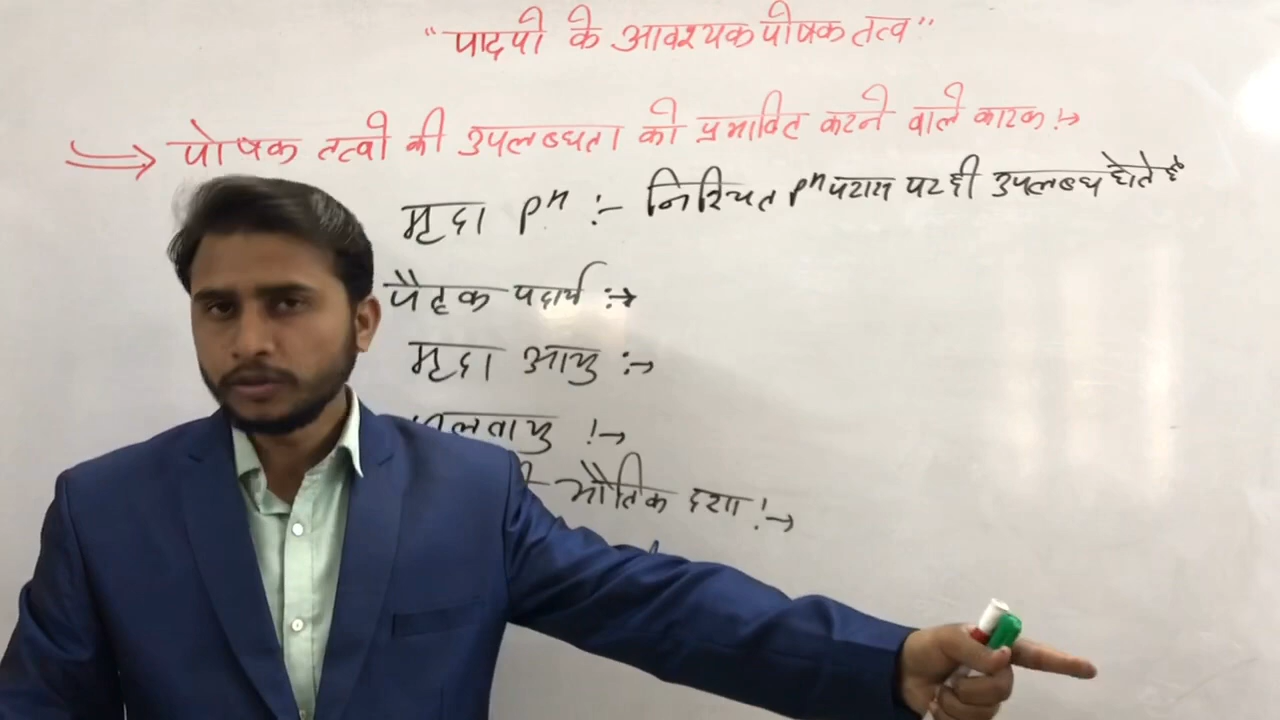 "पादपो के आवश्यक पोषक तत्व"
⇒ पोषक तत्वो की उपलब्धता को प्रभावित करने वाले कारक :→
मृदा pH :- निश्चित pH परास पर ही उपलब्ध होते है
पैतृक पदार्थ :→
मृदा आयु :→
जलवायु :→
भौतिक दशा :→